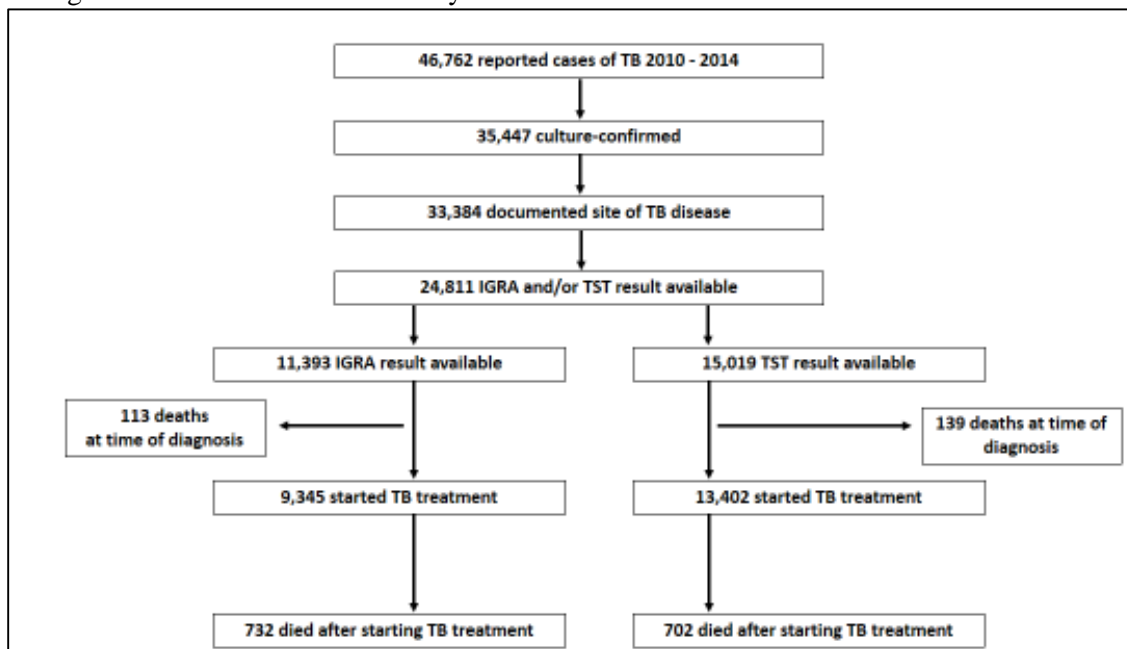 46,762 reported cases of TB 2010 - 2014
35,447 culture-confirmed
33,384 documented site of TB disease
24,811 IGRA and/or TST result available
11,393 IGRA result available
15,019 TST result available
113 deaths
at time of diagnosis
139 deaths at time of
diagnosis
9,345 started TB treatment
13,402 started TB treatment
732 died after starting TB treatment
702 died after starting TB treatment